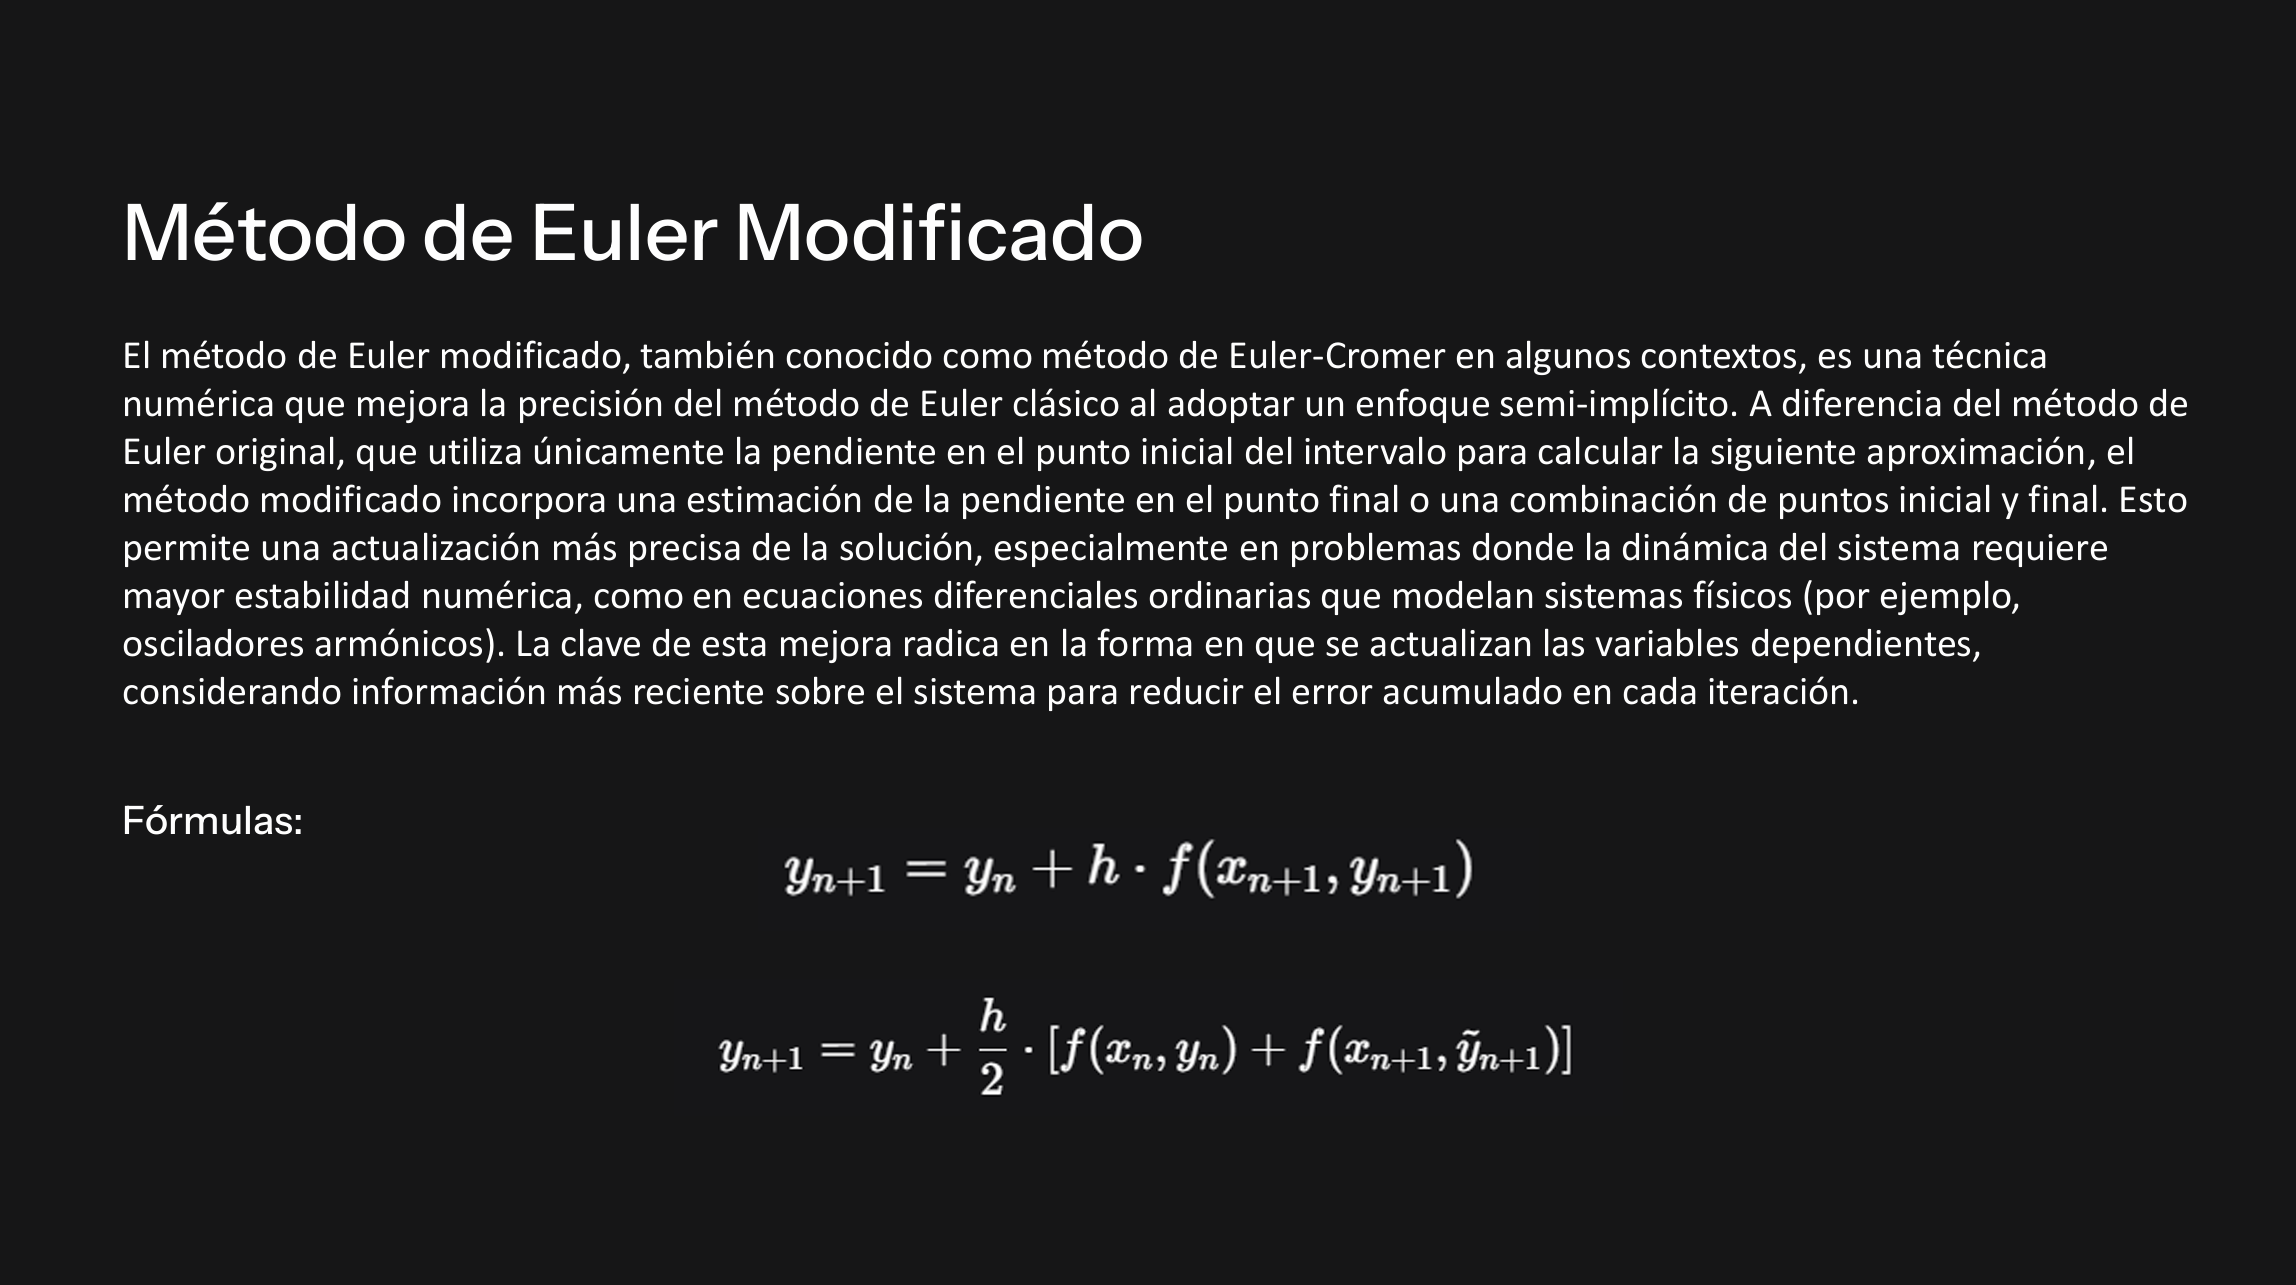 Método de Euler Modificado
El método de Euler modificado, también conocido como método de Euler-Cromer en algunos contextos, es una técnica
numérica que mejora la precisión del método de Euler clásico al adoptar un enfoque semi-implícito. A diferencia del método de
Euler original, que utiliza únicamente la pendiente en el punto inicial del intervalo para calcular la siguiente aproximación, el
método modificado incorpora una estimación de la pendiente en el punto final o una combinación de puntos inicial y final. Esto
permite una actualización más precisa de la solución, especialmente en problemas donde la dinámica del sistema requiere
mayor estabilidad numérica, como en ecuaciones diferenciales ordinarias que modelan sistemas físicos (por ejemplo,
osciladores armónicos). La clave de esta mejora radica en la forma en que se actualizan las variables dependientes,
considerando información más reciente sobre el sistema para reducir el error acumulado en cada iteración.
Fórmulas:
$y_{n+1} = y_n + h \cdot f(x_{n+1}, y_{n+1})$
$y_{n+1} = y_n + \frac{h}{2} \cdot [f(x_n, y_n) + f(x_{n+1}, \tilde{y}_{n+1})]$